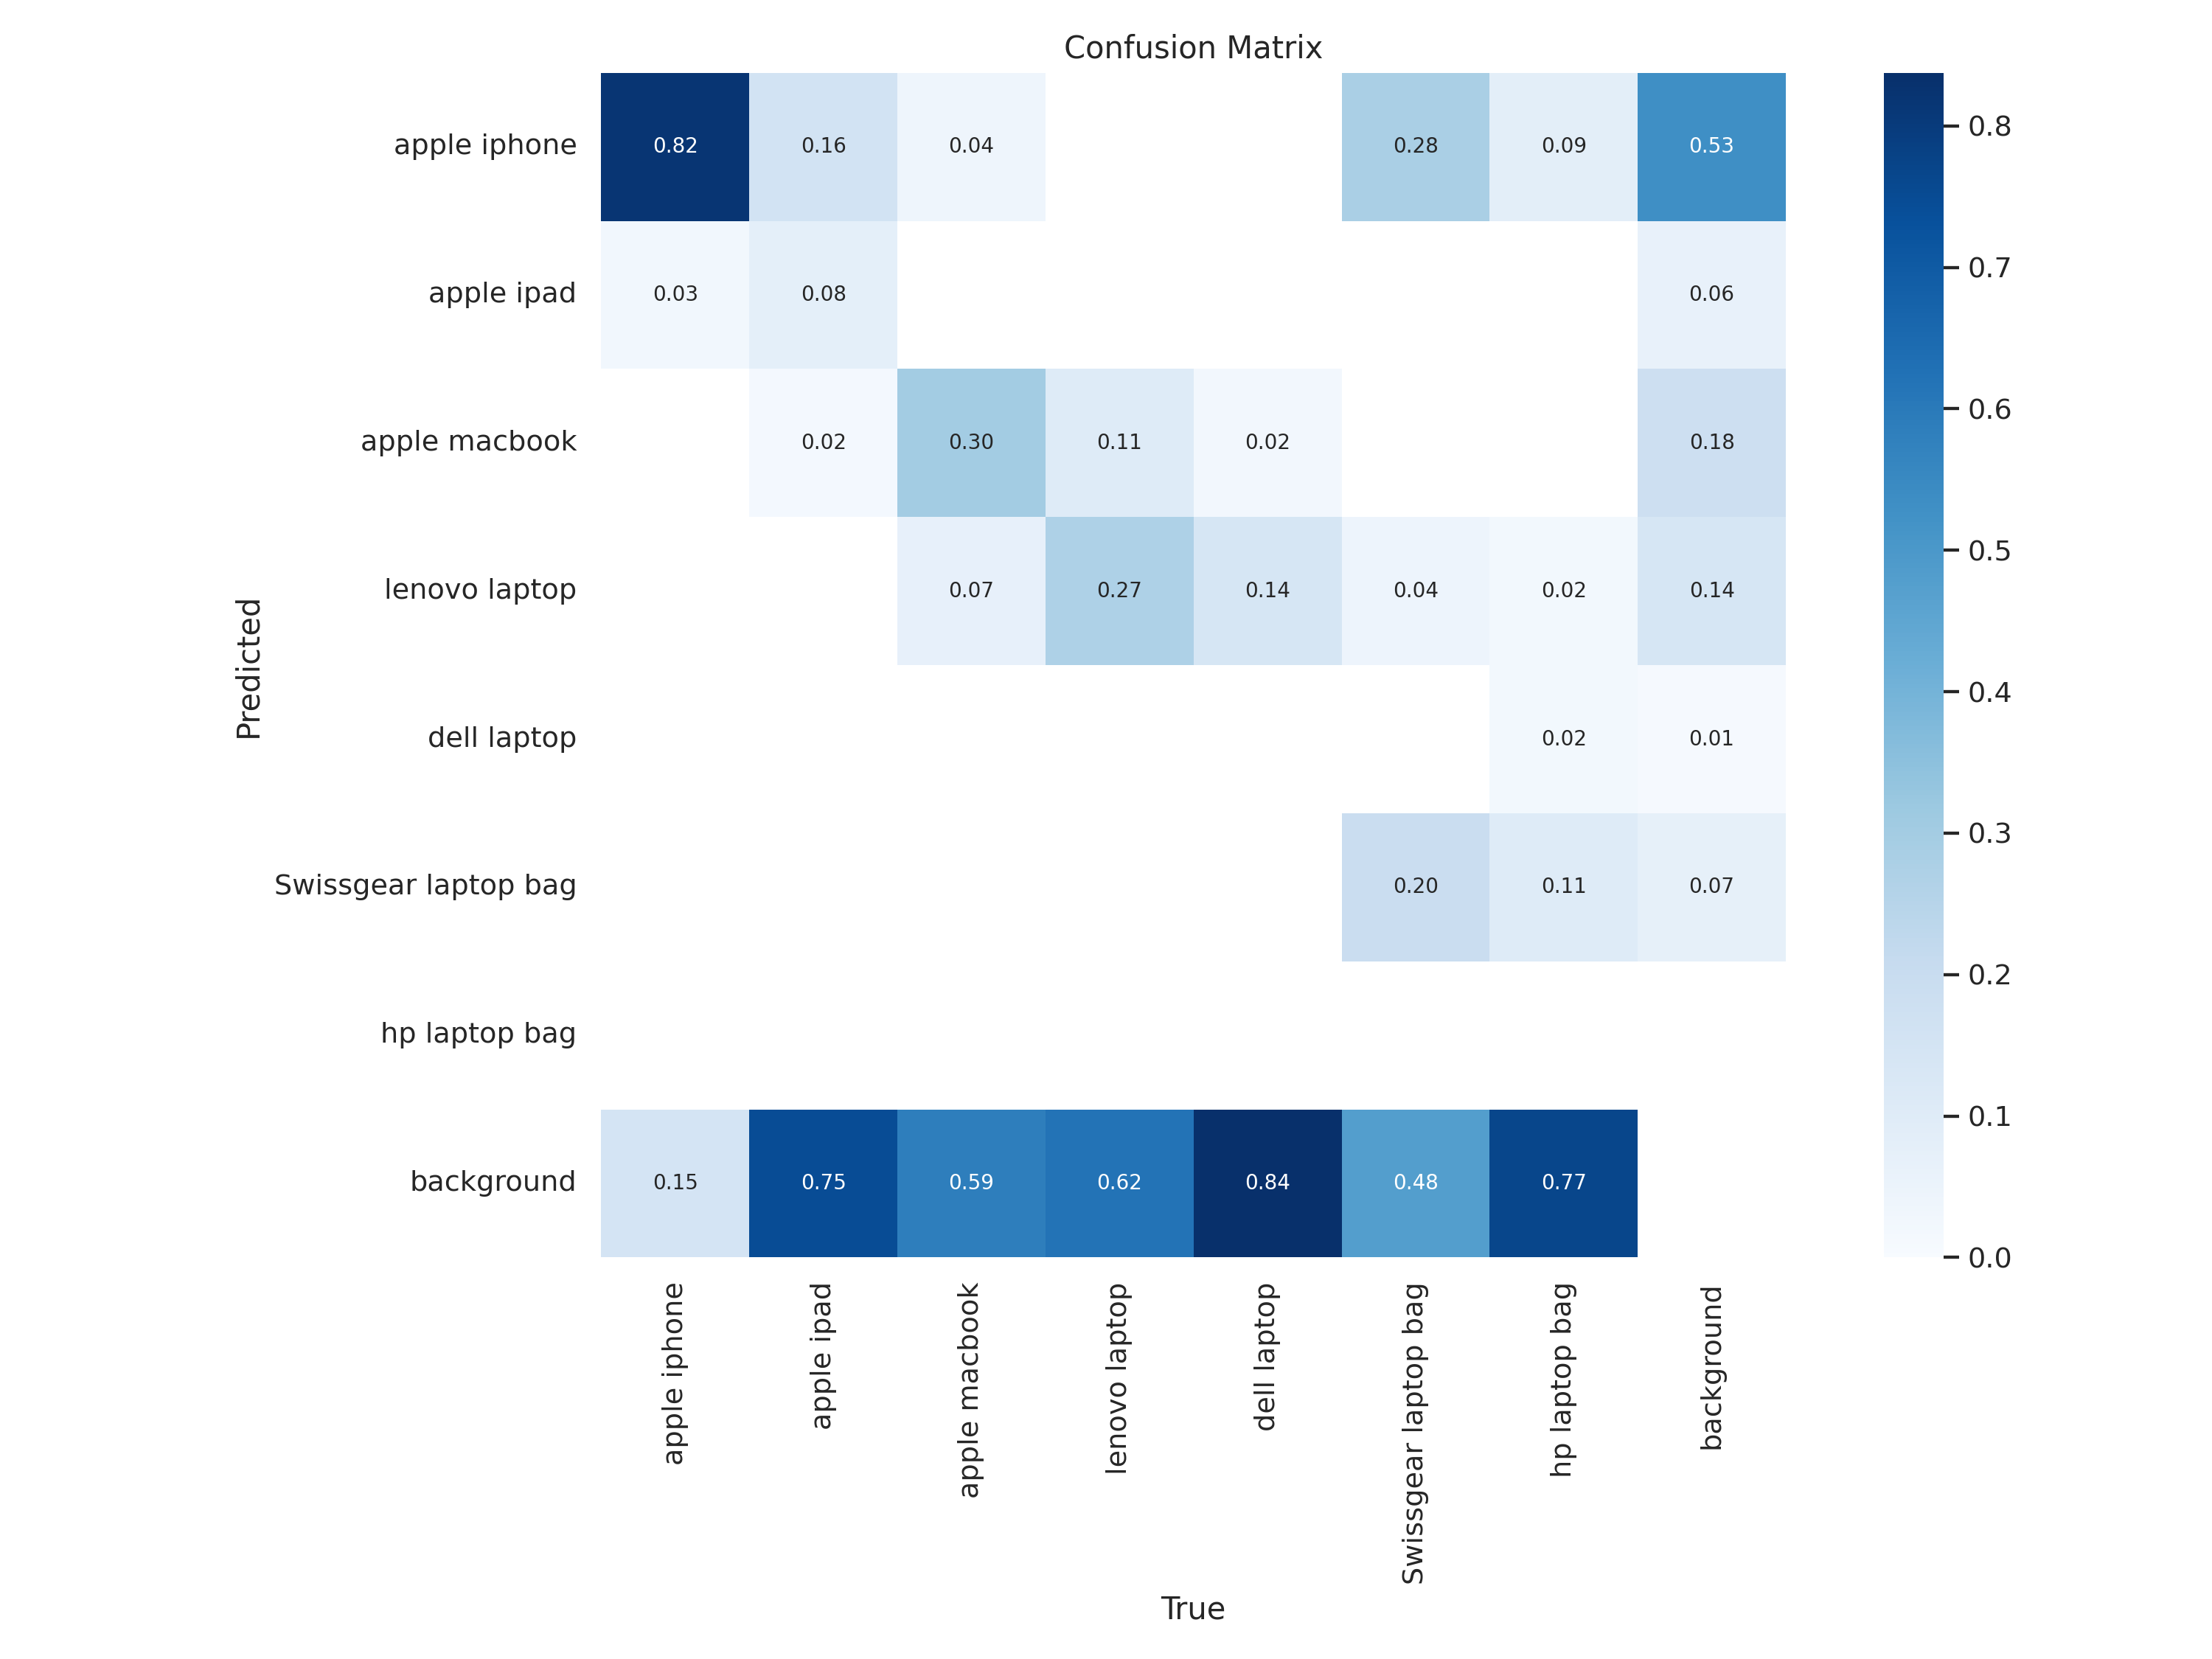 Confusion Matrix
apple iphone 0.82 0.16 0.04 0.28 0.09 0.53
apple ipad 0.03 0.08 0.06
apple macbook 0.02 0.30 0.11 0.02 0.18
lenovo laptop 0.07 0.27 0.14 0.04 0.02 0.14
dell laptop 0.02 0.01
Swissgear laptop bag 0.20 0.11 0.07
hp laptop bag
background 0.15 0.75 0.59 0.62 0.84 0.48 0.77
Predicted
apple iphone
apple ipad
apple macbook
lenovo laptop
dell laptop
Swissgear laptop bag
hp laptop bag
background
True
0.8
0.7
0.6
0.5
0.4
0.3
0.2
0.1
0.0